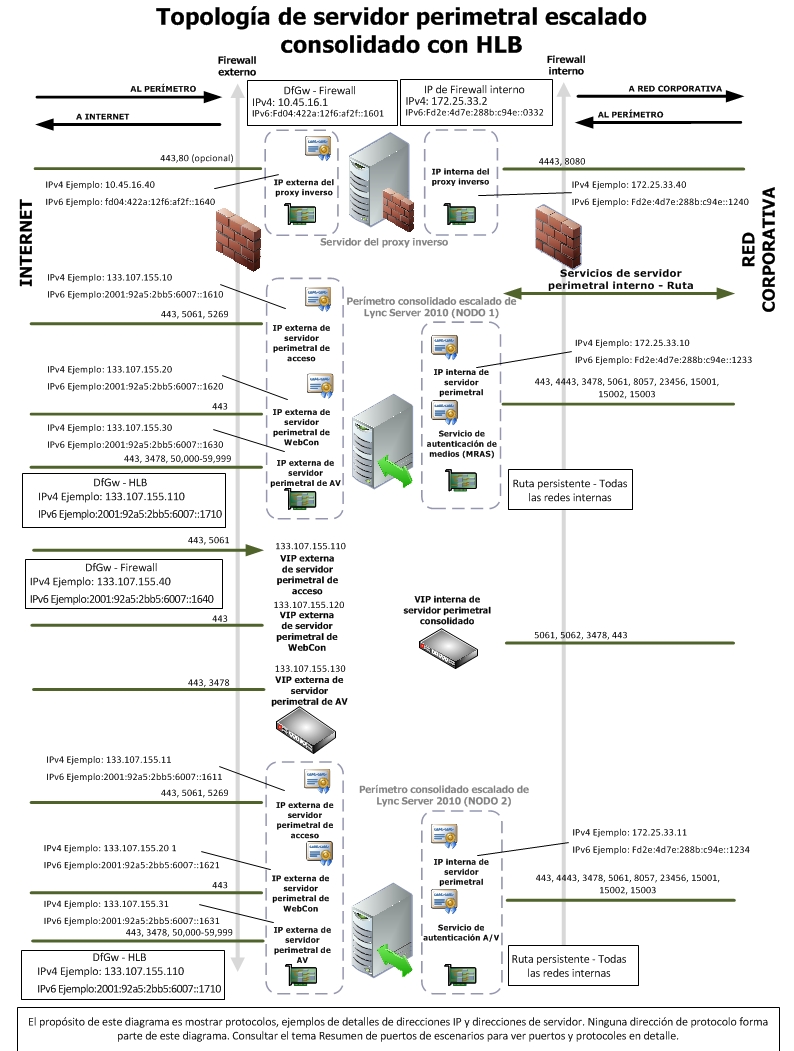 Topología de servidor perimetral escalado
consolidado con HLB
Firewall
externo
Firewall
interno
AL PERÍMETRO
A INTERNET
DfGw - Firewall
IPv4: 10.45.16.1
IPv6:Fd04:422a:12f6:af2f::1601
IP de Firewall interno
IPv4: 172.25.33.2
IPv6:Fd2e:4d7e:288b:c94e::0332
A RED CORPORATIVA
AL PERÍMETRO
INTERNET
RED
CORPORATIVA
443,80 (opcional)
IPv4 Ejemplo: 10.45.16.40
IPv6 Ejemplo: fd04:422a:12f6:af2f::1640
IP externa del
proxy inverso
IP interna del
proxy inverso
4443, 8080
IPv4 Ejemplo: 172.25.33.40
IPv6 Ejemplo: Fd2e:4d7e:288b:c94e::1240
Servidor del proxy inverso
Servicios de servidor
perimetral interno - Ruta
IPv4 Ejemplo: 133.107.155.10
IPv6 Ejemplo:2001:92a5:2bb5:6007::1610
443, 5061, 5269
IP externa de
servidor
perimetral de
acceso
Perímetro consolidado escalado de
Lync Server 2010 (NODO 1)
IPv4 Ejemplo: 172.25.33.10
IPv6 Ejemplo: Fd2e:4d7e:288b:c94e::1233
IP interna de
servidor
perimetral
IPv4 Ejemplo: 133.107.155.20
IPv6 Ejemplo:2001:92a5:2bb5:6007::1620
443
IP externa de
servidor
perimetral de
WebCon
443, 4443, 3478, 5061, 8057, 23456, 15001,
15002, 15003
Servicio de
autenticación de
medios (MRAS)
IPv4 Ejemplo: 133.107.155.30
IPv6 Ejemplo:2001:92a5:2bb5:6007::1630
443, 3478, 50,000-59,999
IP externa de
servidor
perimetral de AV
DfGw - HLB
IPv4 Ejemplo: 133.107.155.110
IPv6 Ejemplo:2001:92a5:2bb5:6007::1710
Ruta persistente - Todas
las redes internas
443, 5061
133.107.155.110
VIP externa
de servidor
perimetral de
acceso
DfGw - Firewall
IPv4 Ejemplo: 133.107.155.40
IPv6 Ejemplo:2001:92a5:2bb5:6007::1640
443
133.107.155.120
VIP externa
de servidor
perimetral de
WebCon
VIP interna de
servidor perimetral
consolidado
5061, 5062, 3478, 443
443, 3478
133.107.155.130
VIP externa de
servidor
perimetral de AV
IPv4 Ejemplo: 133.107.155.11
IPv6 Ejemplo:2001:92a5:2bb5:6007::1611
443, 5061, 5269
IP externa de
servidor
perimetral de
acceso
Perímetro consolidado escalado de
Lync Server 2010 (NODO 2)
IPv4 Ejemplo: 172.25.33.11
IPv6 Ejemplo: Fd2e:4d7e:288b:c94e::1234
IP interna de
servidor
perimetral
IPv4 Ejemplo: 133.107.155.20 1
IPv6 Ejemplo:2001:92a5:2bb5:6007::1621
443
IP externa de
servidor
perimetral de
WebCon
443, 4443, 3478, 5061, 8057, 23456, 15001,
15002, 15003
Servicio de
autenticación A/V
IPv4 Ejemplo: 133.107.155.31
IPv6 Ejemplo:2001:92a5:2bb5:6007::1631
443, 3478, 50,000-59,999
IP externa de
servidor
perimetral de
AV
DfGw - HLB
IPv4 Ejemplo: 133.107.155.110
IPv6 Ejemplo:2001:92a5:2bb5:6007::1710
Ruta persistente - Todas
las redes internas
El propósito de este diagrama es mostrar protocolos, ejemplos de detalles de direcciones IP y direcciones de servidor. Ninguna dirección de protocolo forma
parte de este diagrama. Consultar el tema Resumen de puertos de escenarios para ver puertos y protocoles en detalle.